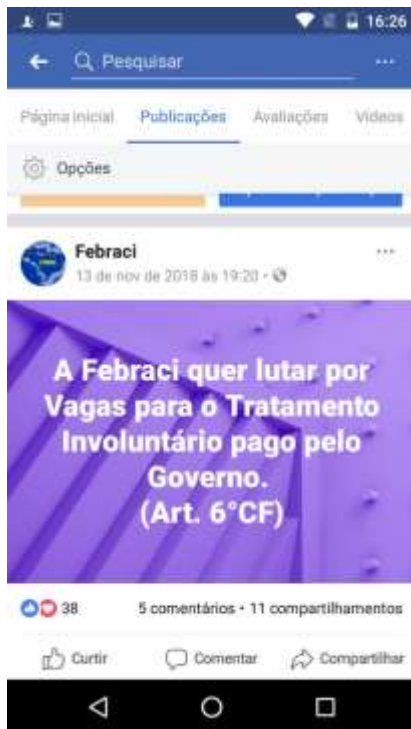 16:26
Pesquisar
Página inicial Publicações Avaliações Vídeos
Opções
Febraci
13 de nov de 2018 às 19:20
A Febraci quer lutar por
Vagas para o Tratamento
Involuntário pago pelo
Governo.
(Art. 6°CF)
38 5 comentários • 11 compartilhamentos
Curtir Comentar Compartilhar